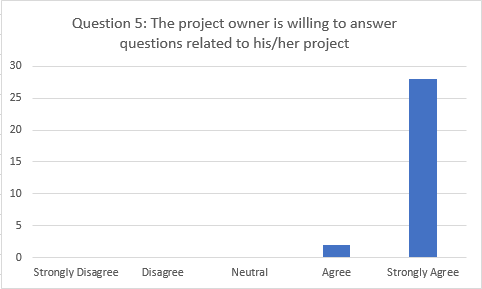 Question 5: The project owner is willing to answer
questions related to his/her project
30
25
20
15
10
5
0
Strongly Disagree Disagree Neutral Agree Strongly Agree